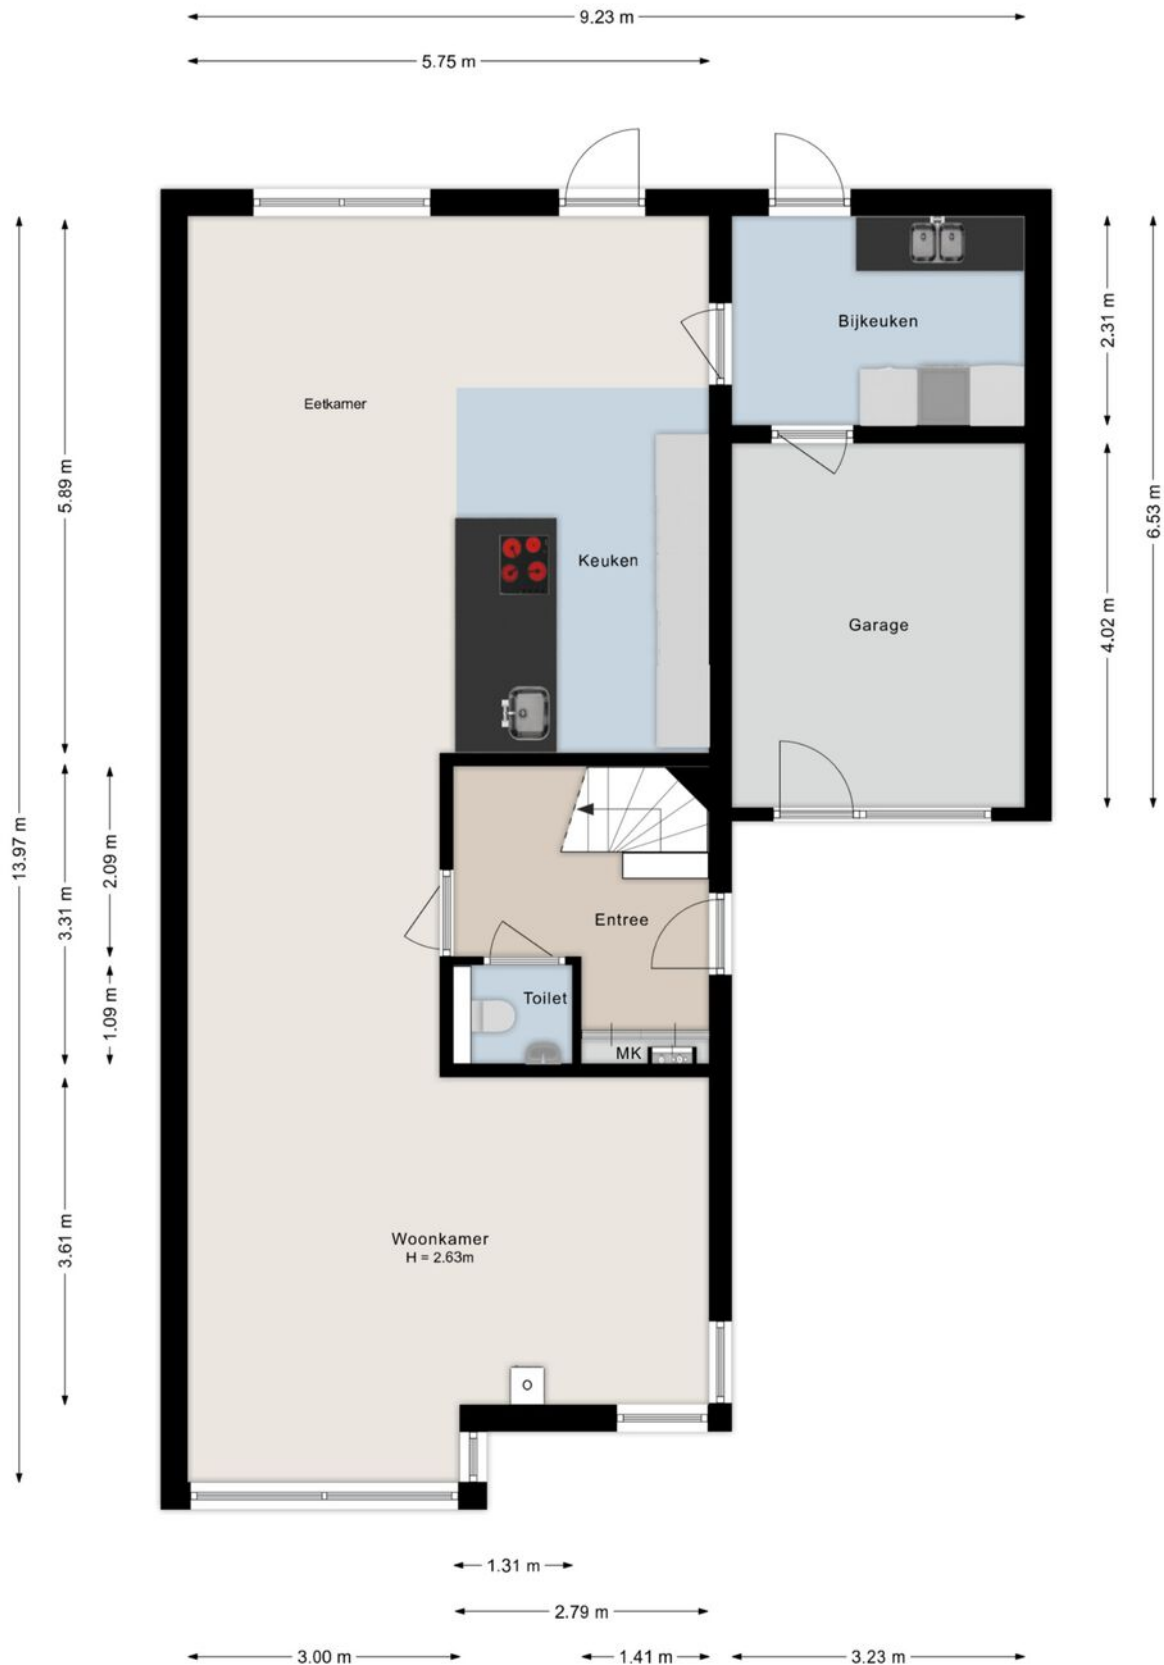 9.23 m
5.75 m
2.31 m
Bijkeuken
Eetkamer
5.89 m
6.53 m
Keuken
4.02 m
Garage
13.97 m
2.09 m
3.31 m
Entree
Toilet
1.09 m
MK
3.61 m
Woonkamer
H = 2.63m
1.31 m
2.79 m
3.00 m
1.41 m
3.23 m